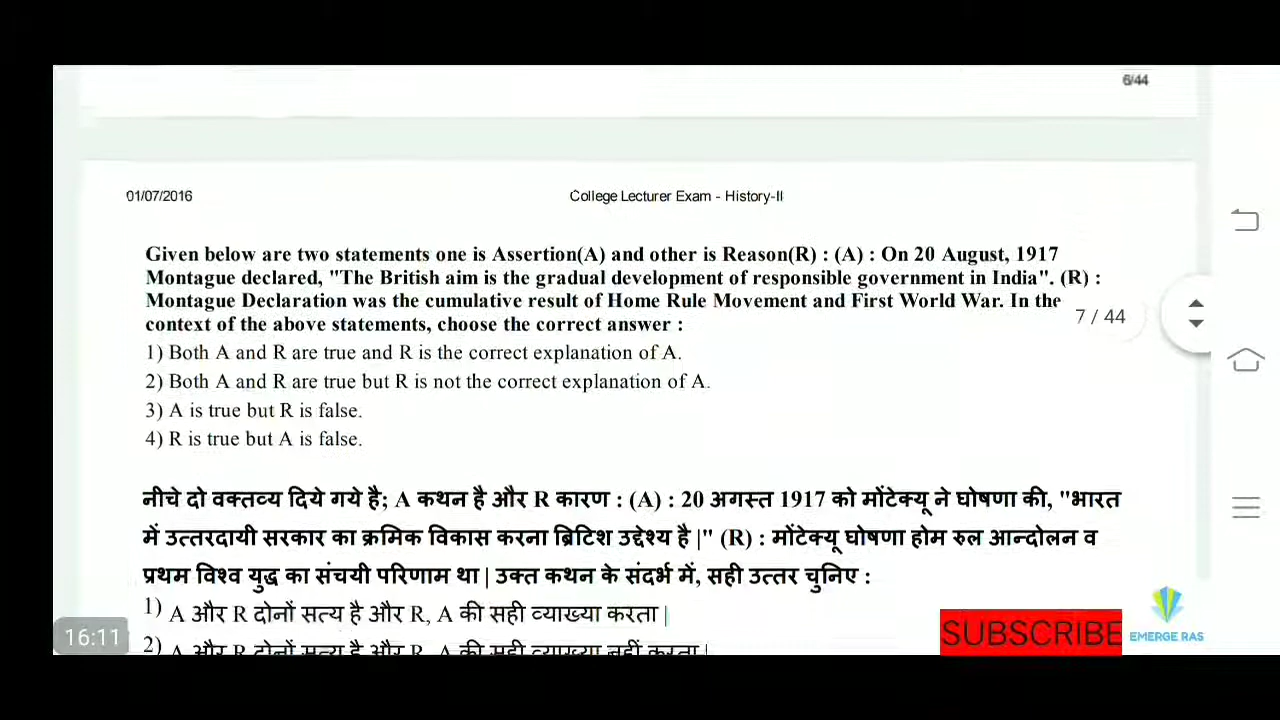 6/44
01/07/2016 College Lecturer Exam - History-II
Given below are two statements one is Assertion(A) and other is Reason(R) : (A) : On 20 August, 1917
Montague declared, "The British aim is the gradual development of responsible government in India". (R) :
Montague Declaration was the cumulative result of Home Rule Movement and First World War. In the
context of the above statements, choose the correct answer :
7 / 44
1) Both A and R are true and R is the correct explanation of A.
2) Both A and R are true but R is not the correct explanation of A.
3) A is true but R is false.
4) R is true but A is false.
नीचे दो वक्तव्य दिये गये है; A कथन है और R कारण : (A) : 20 अगस्त 1917 को मोंटेक्यू ने घोषणा की, "भारत
में उत्तरदायी सरकार का क्रमिक विकास करना ब्रिटिश उद्देश्य है |" (R) : मोंटेक्यू घोषणा होम रुल आन्दोलन व
प्रथम विश्व युद्ध का संचयी परिणाम था | उक्त कथन के संदर्भ में, सही उत्तर चुनिए :
1) A और R दोनों सत्य है और R, A की सही व्याख्या करता |
2) A और R दोनों सत्य है और R, A की सही व्याख्या नहीं करता |
16:11
SUBSCRIBE
EMERGE RAS